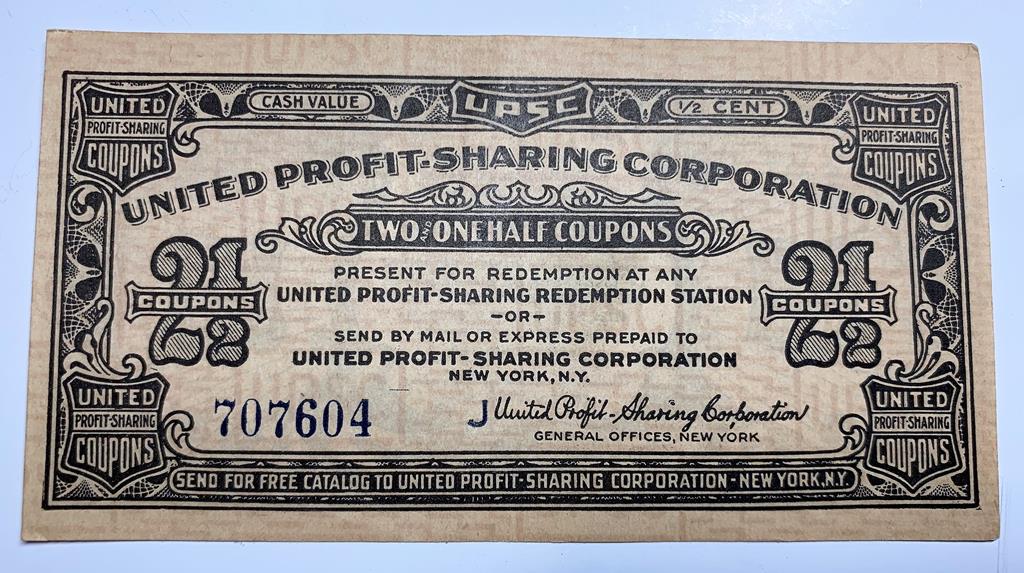 UNITED PROFIT-SHARING COUPONS
CASH VALUE
UPSC
1/2 CENT
UNITED PROFIT-SHARING COUPONS
UNITED PROFIT-SHARING CORPORATION
TWO AND ONE HALF COUPONS
2 1/2 COUPONS
PRESENT FOR REDEMPTION AT ANY
UNITED PROFIT-SHARING REDEMPTION STATION
-OR-
SEND BY MAIL OR EXPRESS PREPAID TO
UNITED PROFIT-SHARING CORPORATION
NEW YORK, N.Y.
2 1/2 COUPONS
UNITED PROFIT-SHARING COUPONS
707604
J United Profit-Sharing Corporation
GENERAL OFFICES, NEW YORK
UNITED PROFIT-SHARING COUPONS
SEND FOR FREE CATALOG TO UNITED PROFIT-SHARING CORPORATION - NEW YORK, N.Y.